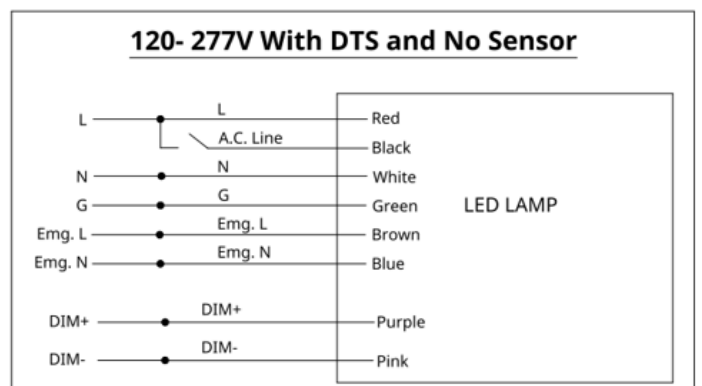 120- 277V With DTS and No Sensor
L L Red
A.C. Line Black
N N White
G G Green LED LAMP
Emg. L Emg. L Brown
Emg. N Emg. N Blue
DIM+ DIM+ Purple
DIM- DIM- Pink